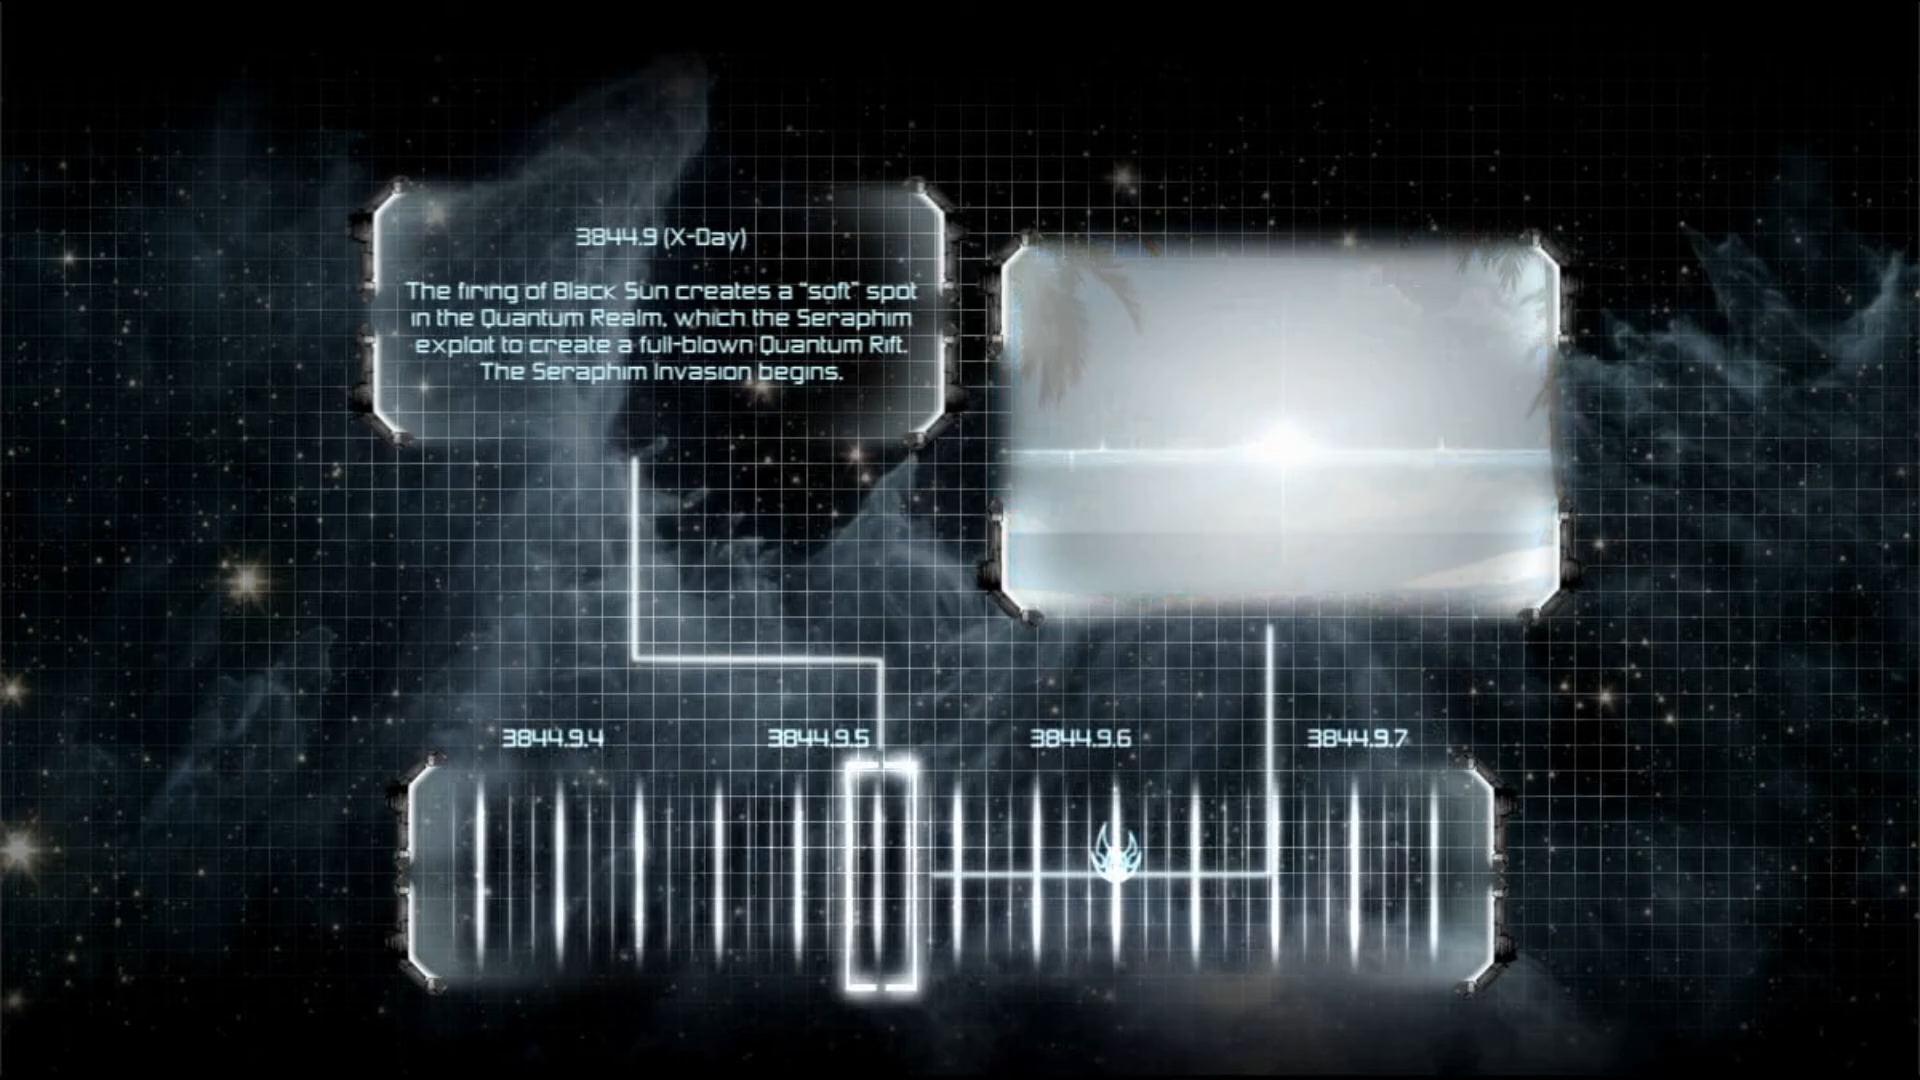 3844.9 (X-Day)
The firing of Black Sun creates a "soft" spot
in the Quantum Realm, which the Seraphim
exploit to create a full-blown Quantum Rift.
The Seraphim Invasion begins.
3844.9.4 3844.9.5 3844.9.6 3844.9.7